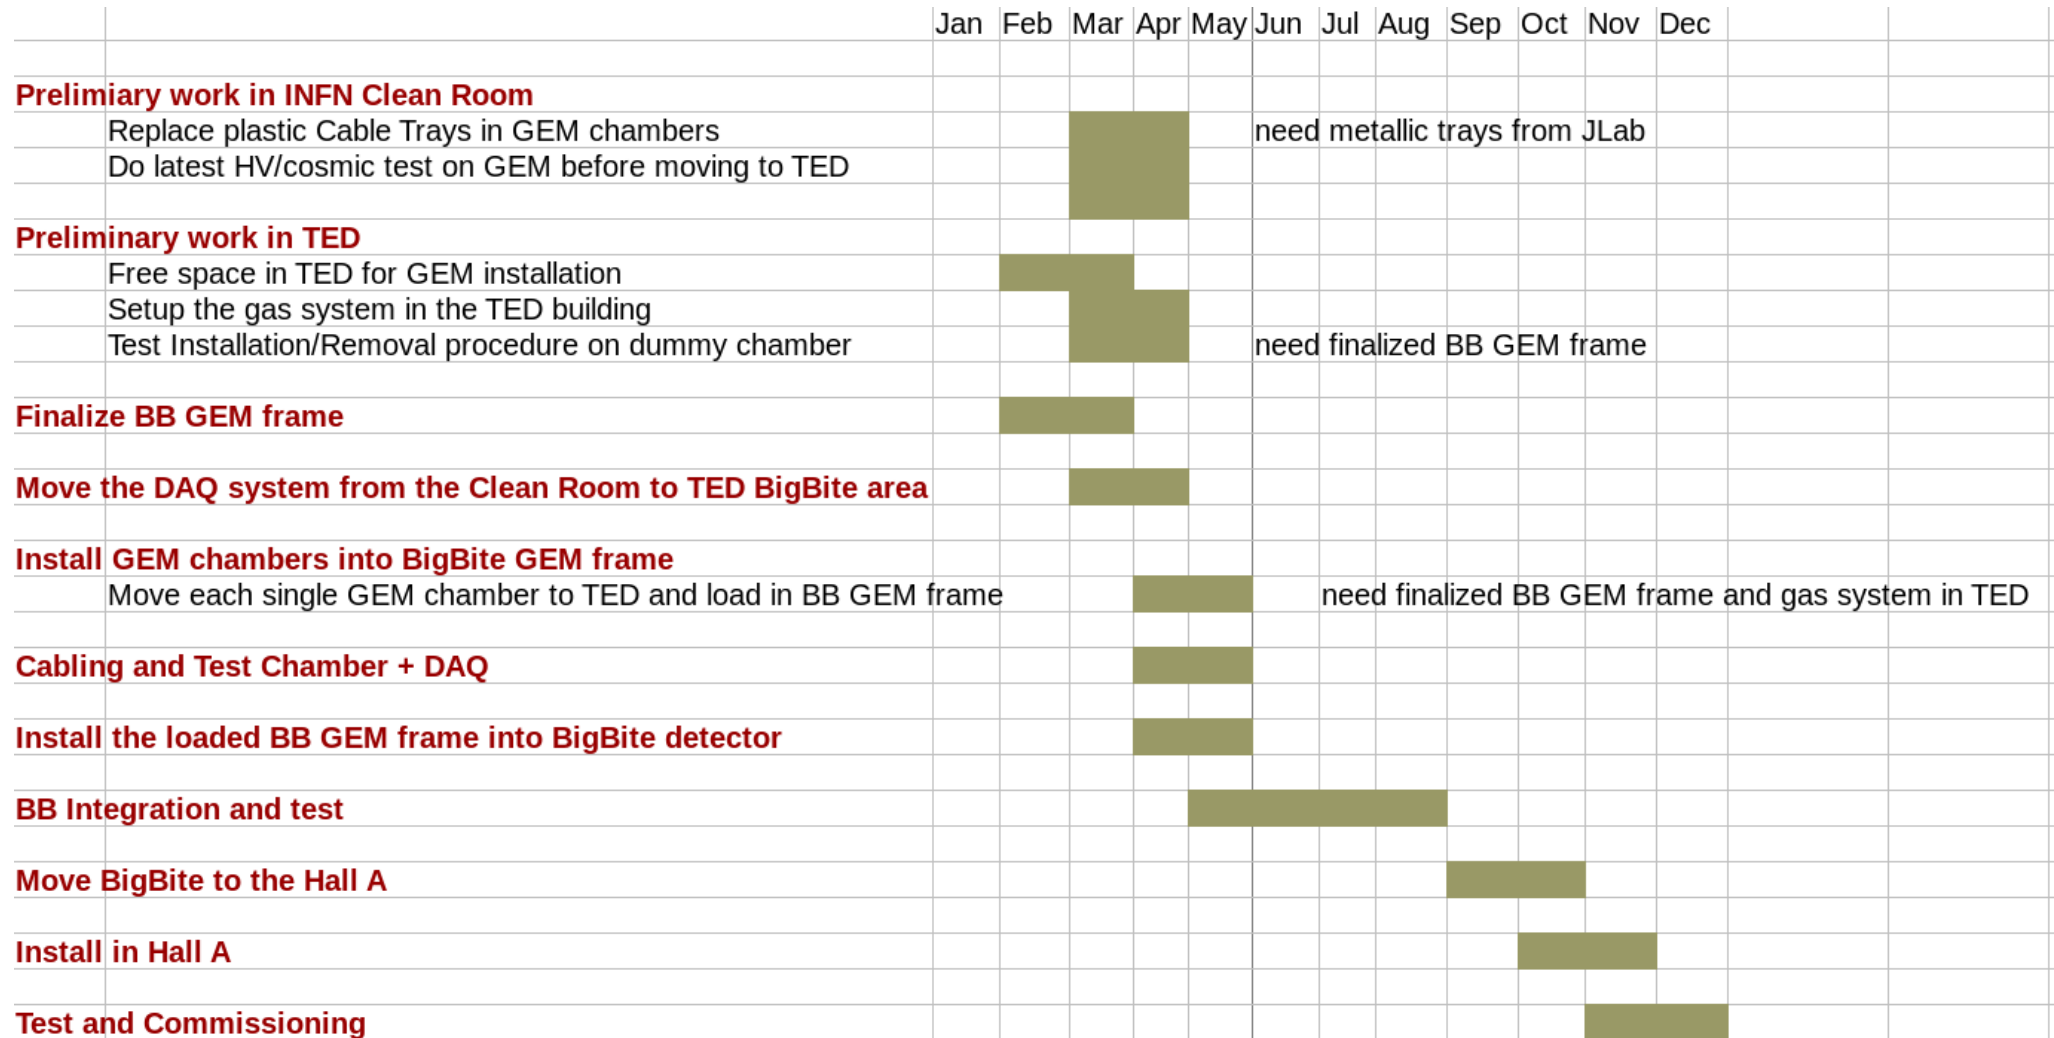 Jan Feb Mar Apr May Jun Jul Aug Sep Oct Nov Dec
Prelimiary work in INFN Clean Room
Replace plastic Cable Trays in GEM chambers need metallic trays from JLab
Do latest HV/cosmic test on GEM before moving to TED
Preliminary work in TED
Free space in TED for GEM installation
Setup the gas system in the TED building
Test Installation/Removal procedure on dummy chamber need finalized BB GEM frame
Finalize BB GEM frame
Move the DAQ system from the Clean Room to TED BigBite area
Install GEM chambers into BigBite GEM frame
Move each single GEM chamber to TED and load in BB GEM frame need finalized BB GEM frame and gas system in TED
Cabling and Test Chamber + DAQ
Install the loaded BB GEM frame into BigBite detector
BB Integration and test
Move BigBite to the Hall A
Install in Hall A
Test and Commissioning